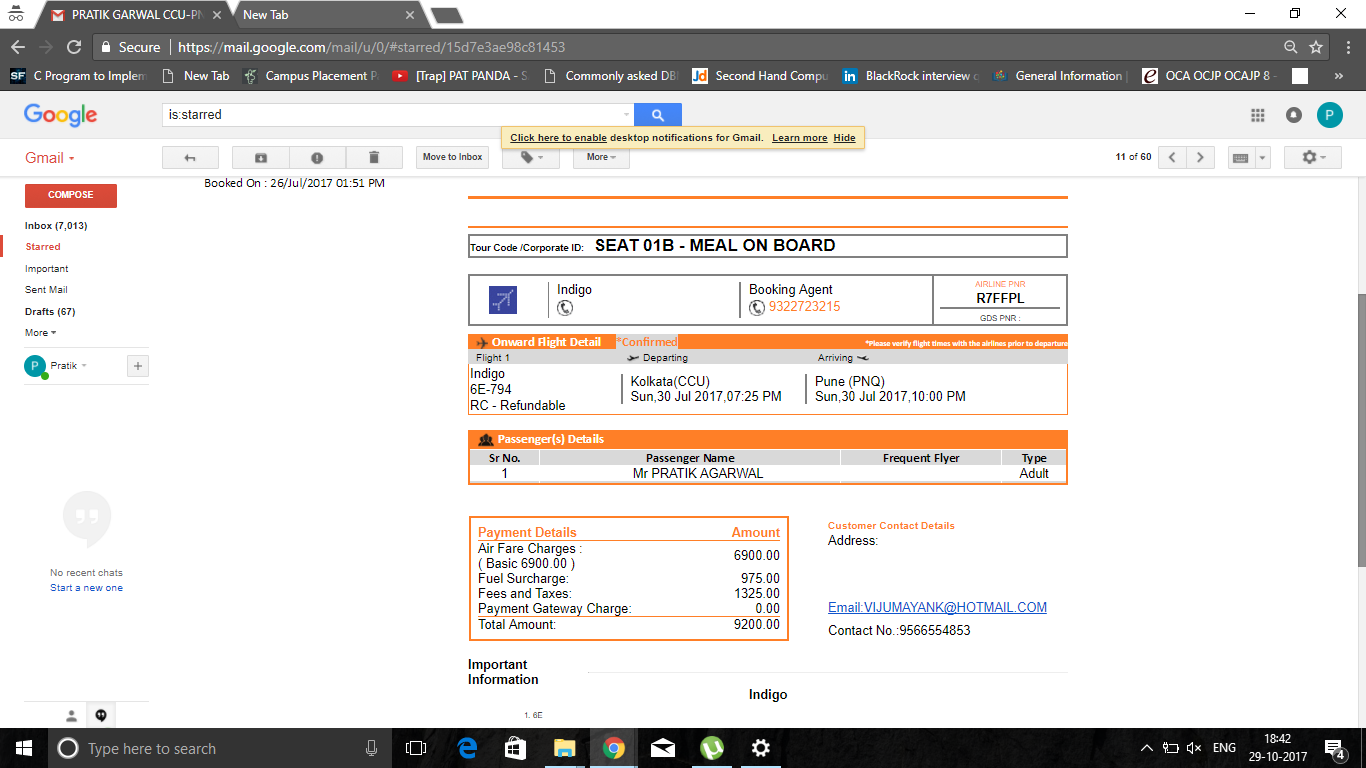 PRATIK GARWAL CCU-PN
New Tab
Secure
https://mail.google.com/mail/u/0/#starred/15d7e3ae98c81453
SF C Program to Implem
New Tab
Campus Placement P
[Trap] PAT PANDA - S
Commonly asked DB
Jd Second Hand Compu
in BlackRock interview q
General Information |
e OCA OCJP OCAJP 8 -
»
Google
is:starred
P
Click here to enable desktop notifications for Gmail. Learn more Hide
Gmail
Move to Inbox
More
11 of 60
COMPOSE
Inbox (7,013)
Starred
Important
Sent Mail
Drafts (67)
More
P Pratik
+
No recent chats
Start a new one
Booked On : 26/Jul/2017 01:51 PM
Tour Code /Corporate ID: SEAT 01B - MEAL ON BOARD
Indigo
Booking Agent
9322723215
AIRLINE PNR
R7FFPL
GDS PNR :
Onward Flight Detail *Confirmed *Please verify flight times with the airlines prior to departure
Flight 1 Departing Arriving
Indigo
6E-794
RC - Refundable
Kolkata(CCU)
Sun,30 Jul 2017,07:25 PM
Pune (PNQ)
Sun,30 Jul 2017,10:00 PM
Passenger(s) Details
Sr No. Passenger Name Frequent Flyer Type
1 Mr PRATIK AGARWAL Adult
Payment Details Amount
Air Fare Charges :
( Basic 6900.00 ) 6900.00
Fuel Surcharge: 975.00
Fees and Taxes: 1325.00
Payment Gateway Charge: 0.00
Total Amount: 9200.00
Customer Contact Details
Address:
Email:VIJUMAYANK@HOTMAIL.COM
Contact No.:9566554853
Important
Information
Indigo
1. 6E
Type here to search
ENG
18:42
29-10-2017
4